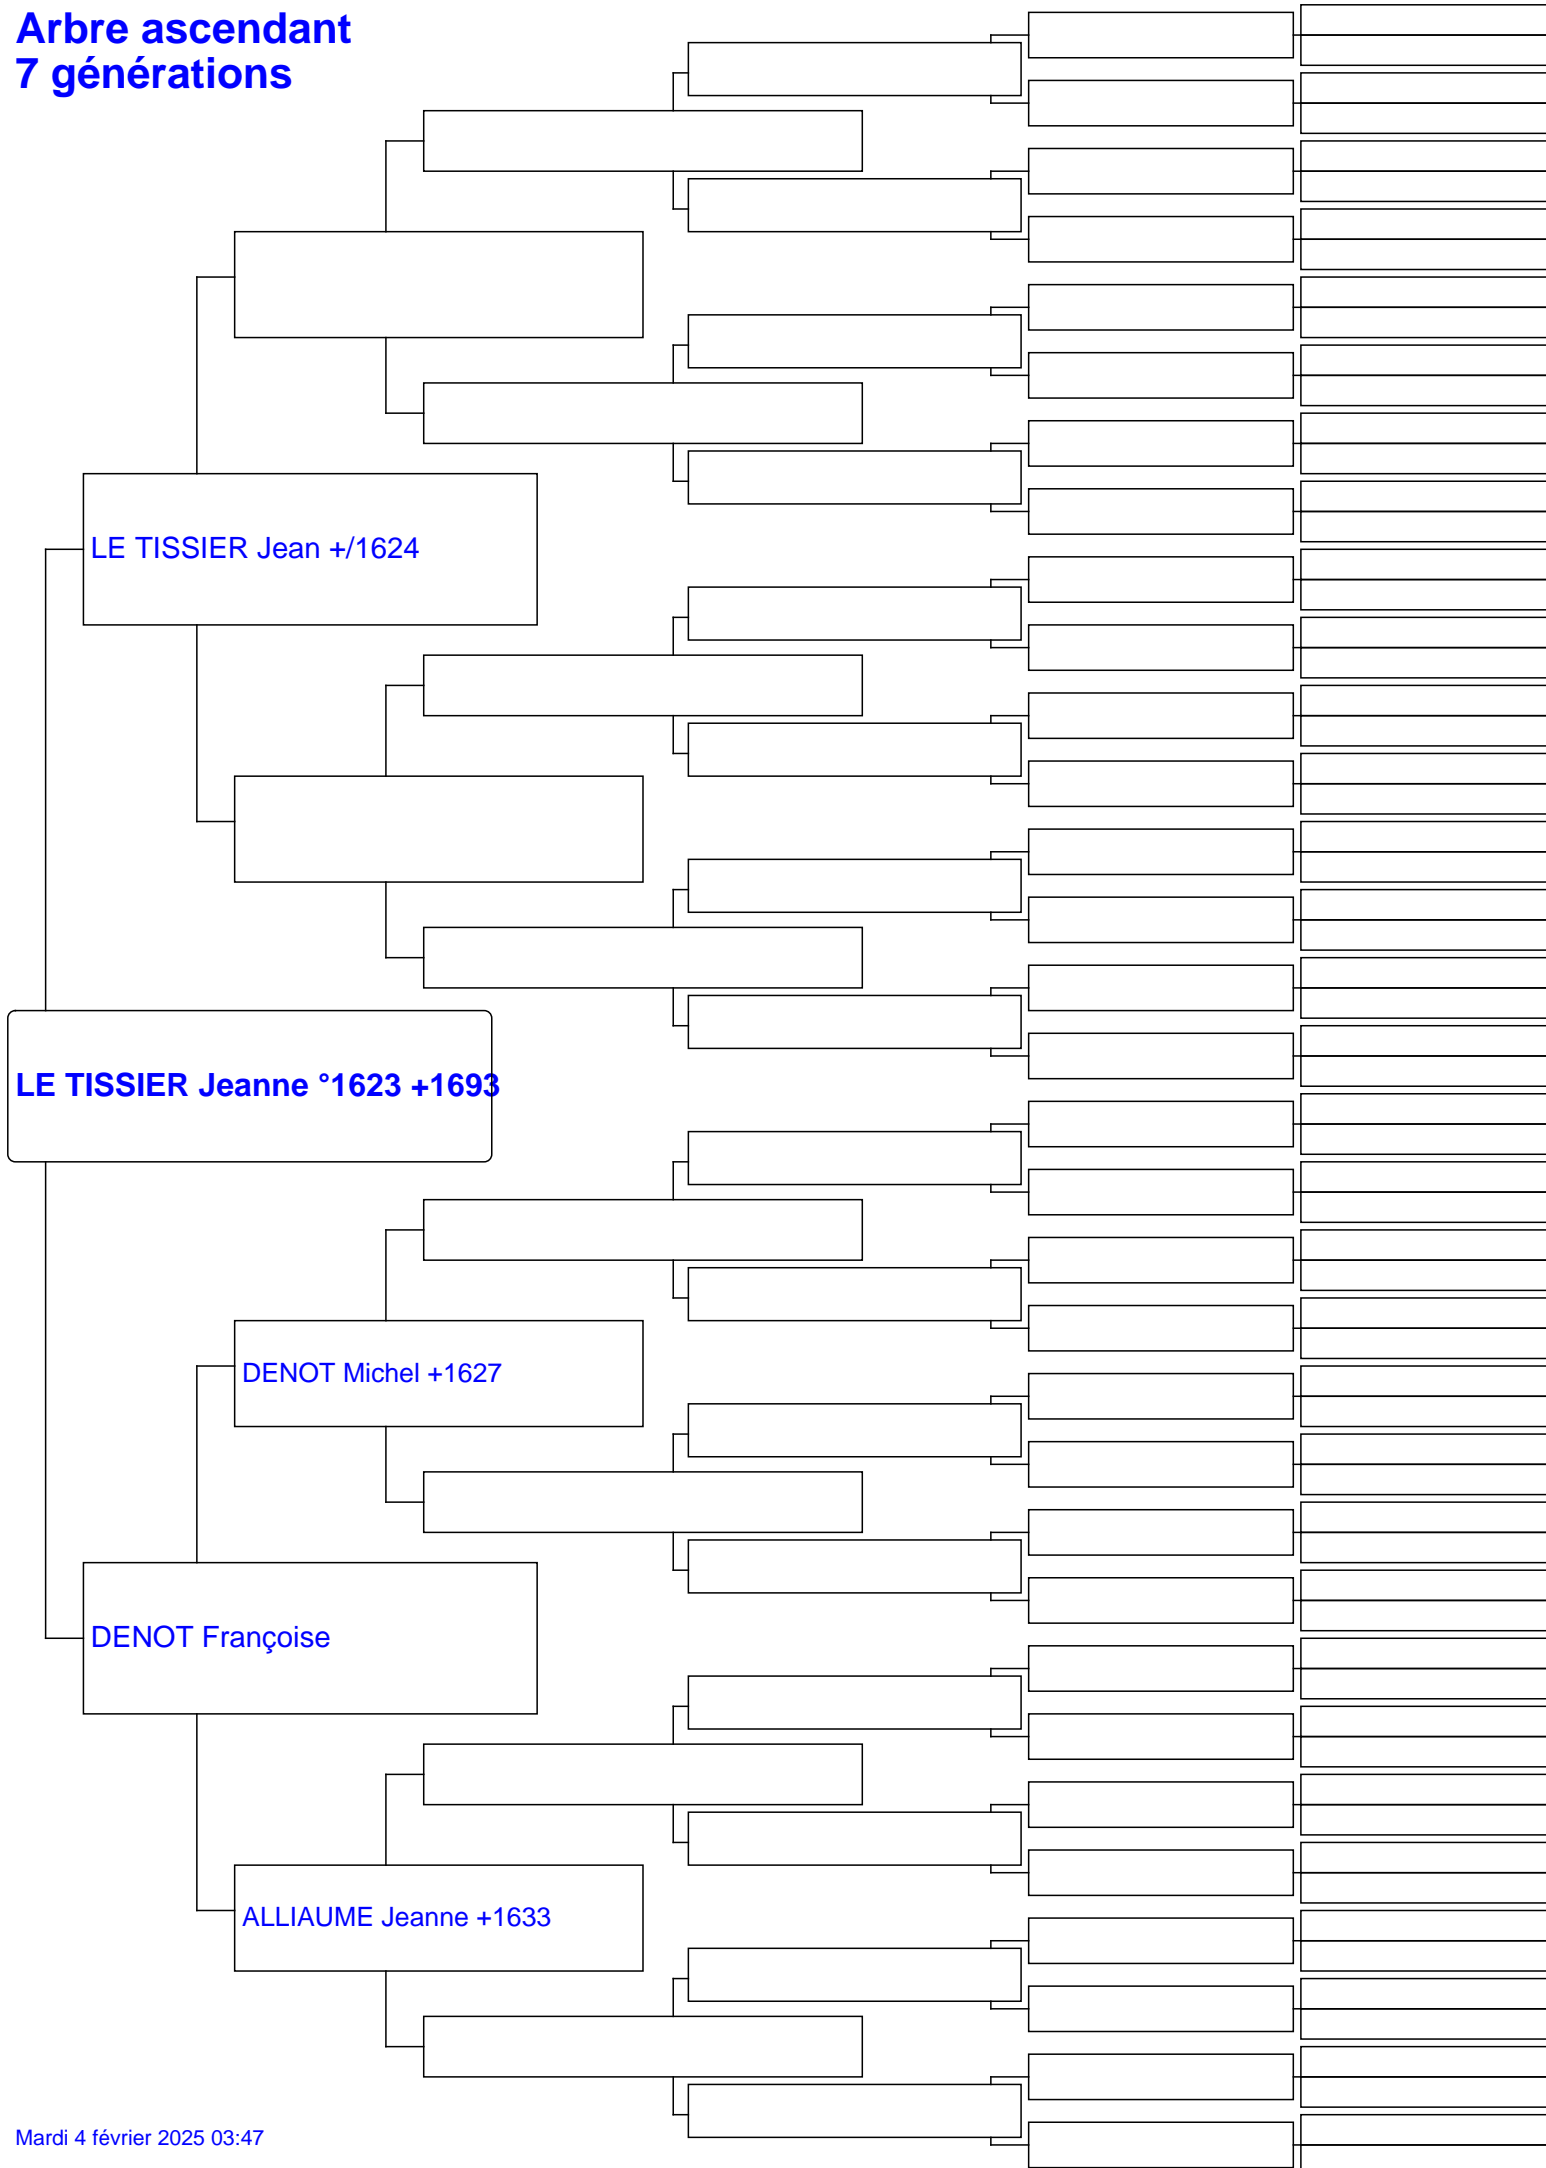 Arbre ascendant
7 générations
LE TISSIER Jean +/1624
LE TISSIER Jeanne °1623 +1693
DENOT Michel +1627
DENOT Françoise
ALLIAUME Jeanne +1633
Mardi 4 février 2025 03:47